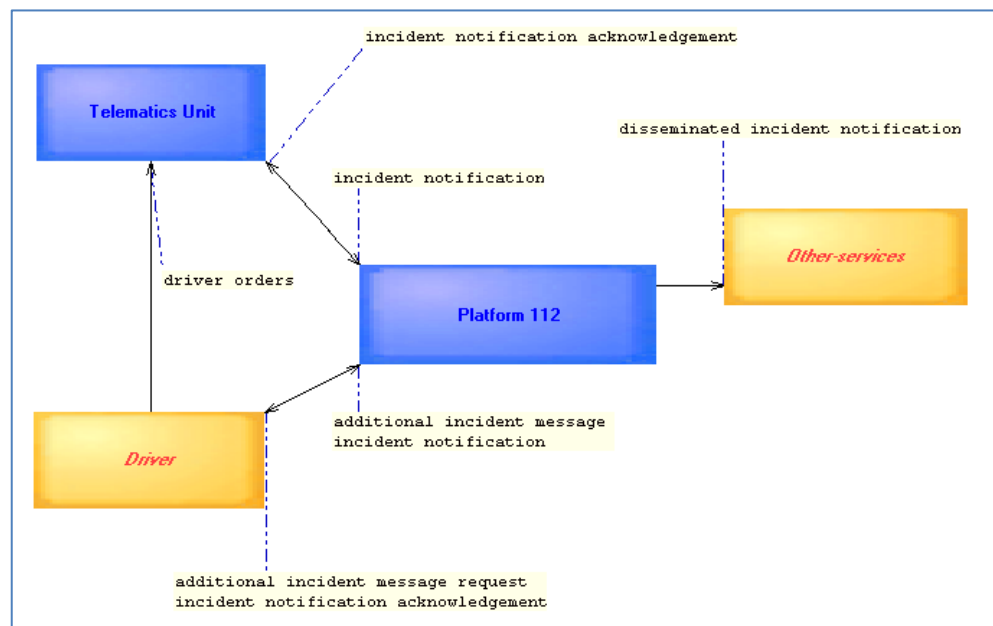 incident notification acknowledgement
Telematics Unit
disseminated incident notification
incident notification
Other-services
driver orders
Platform 112
additional incident message
incident notification
Driver
additional incident message request
incident notification acknowledgement